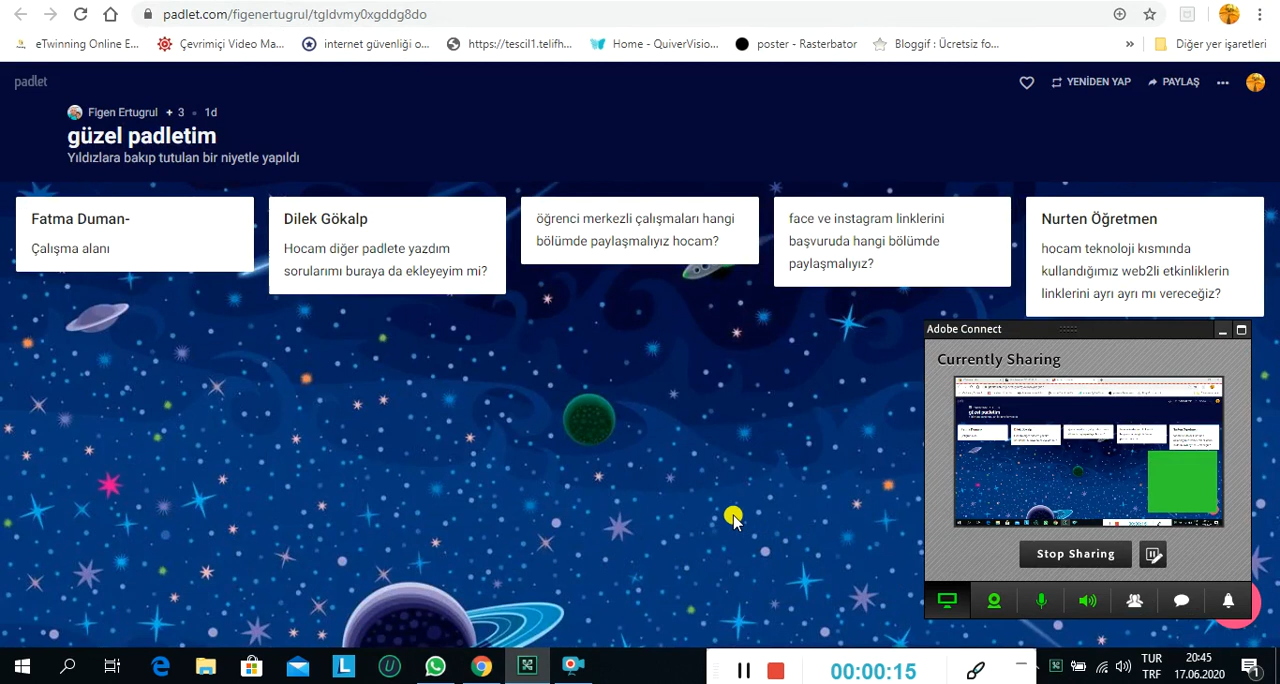 padlet.com/figenertugrul/tgldvmy0xgddg8do
eTwinning Online E...
Çevrimiçi Video Ma...
internet güvenliği o...
https://tescil1.telifh...
Home - QuiverVisio...
poster - Rasterbator
Bloggif : Ücretsiz fo...
»
Diğer yer işaretleri
padlet
YENİDEN YAP
PAYLAŞ
Figen Ertugrul + 3 • 1d
güzel padletim
Yıldızlara bakıp tutulan bir niyetle yapıldı
Fatma Duman-
Çalışma alanı
Dilek Gökalp
Hocam diğer padlete yazdım
sorularımı buraya da ekleyeyim mi?
öğrenci merkezli çalışmaları hangi
bölümde paylaşmalıyız hocam?
face ve instagram linklerini
başvuruda hangi bölümde
paylaşmalıyız?
Nurten Öğretmen
hocam teknoloji kısmında
kullandığımız web2li etkinliklerin
linklerini ayrı ayrı mı vereceğiz?
Adobe Connect
Currently Sharing
güzel padletim
Stop Sharing
00:00:15
TUR
TRF
20:45
17.06.2020
1